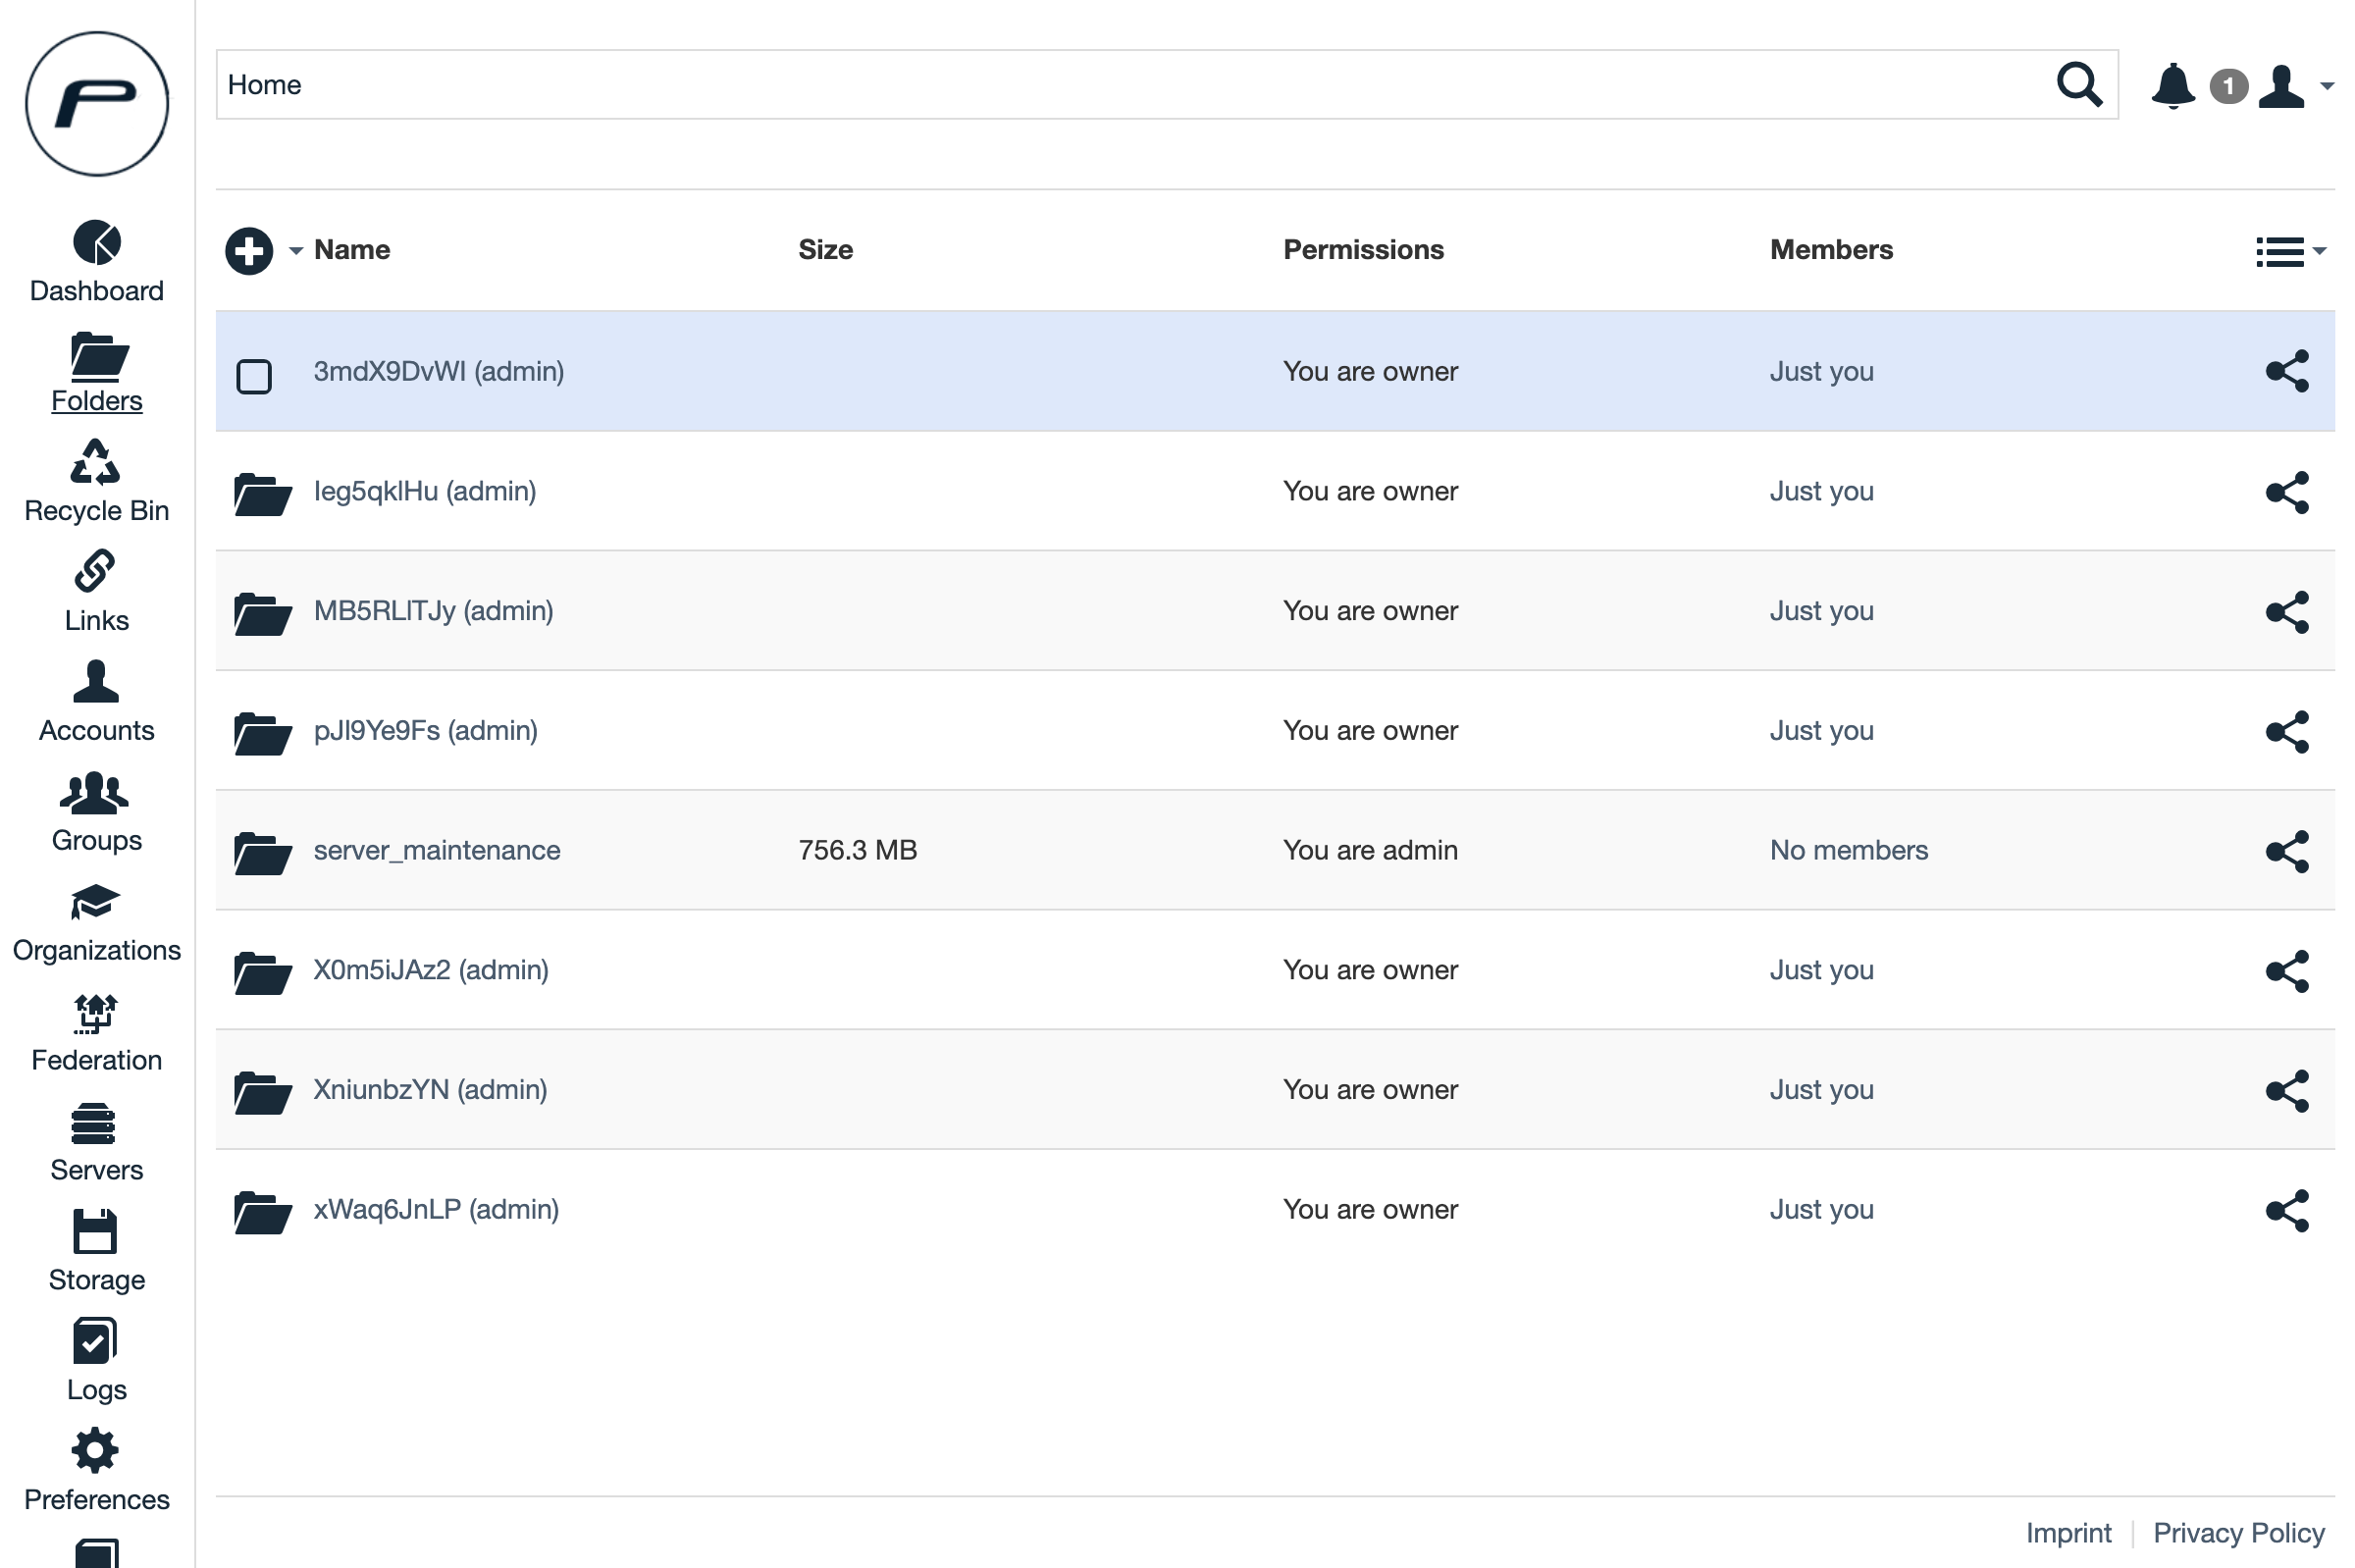 P
Home
1
Name Size Permissions Members
Dashboard
Folders
Recycle Bin
Links
Accounts
Groups
Organizations
Federation
Servers
Storage
Logs
Preferences
3mdX9DvWl (admin) You are owner Just you
Ieg5qklHu (admin) You are owner Just you
MB5RLlTJy (admin) You are owner Just you
pJl9Ye9Fs (admin) You are owner Just you
server_maintenance 756.3 MB You are admin No members
X0m5iJAz2 (admin) You are owner Just you
XniunbzYN (admin) You are owner Just you
xWaq6JnLP (admin) You are owner Just you
Imprint Privacy Policy